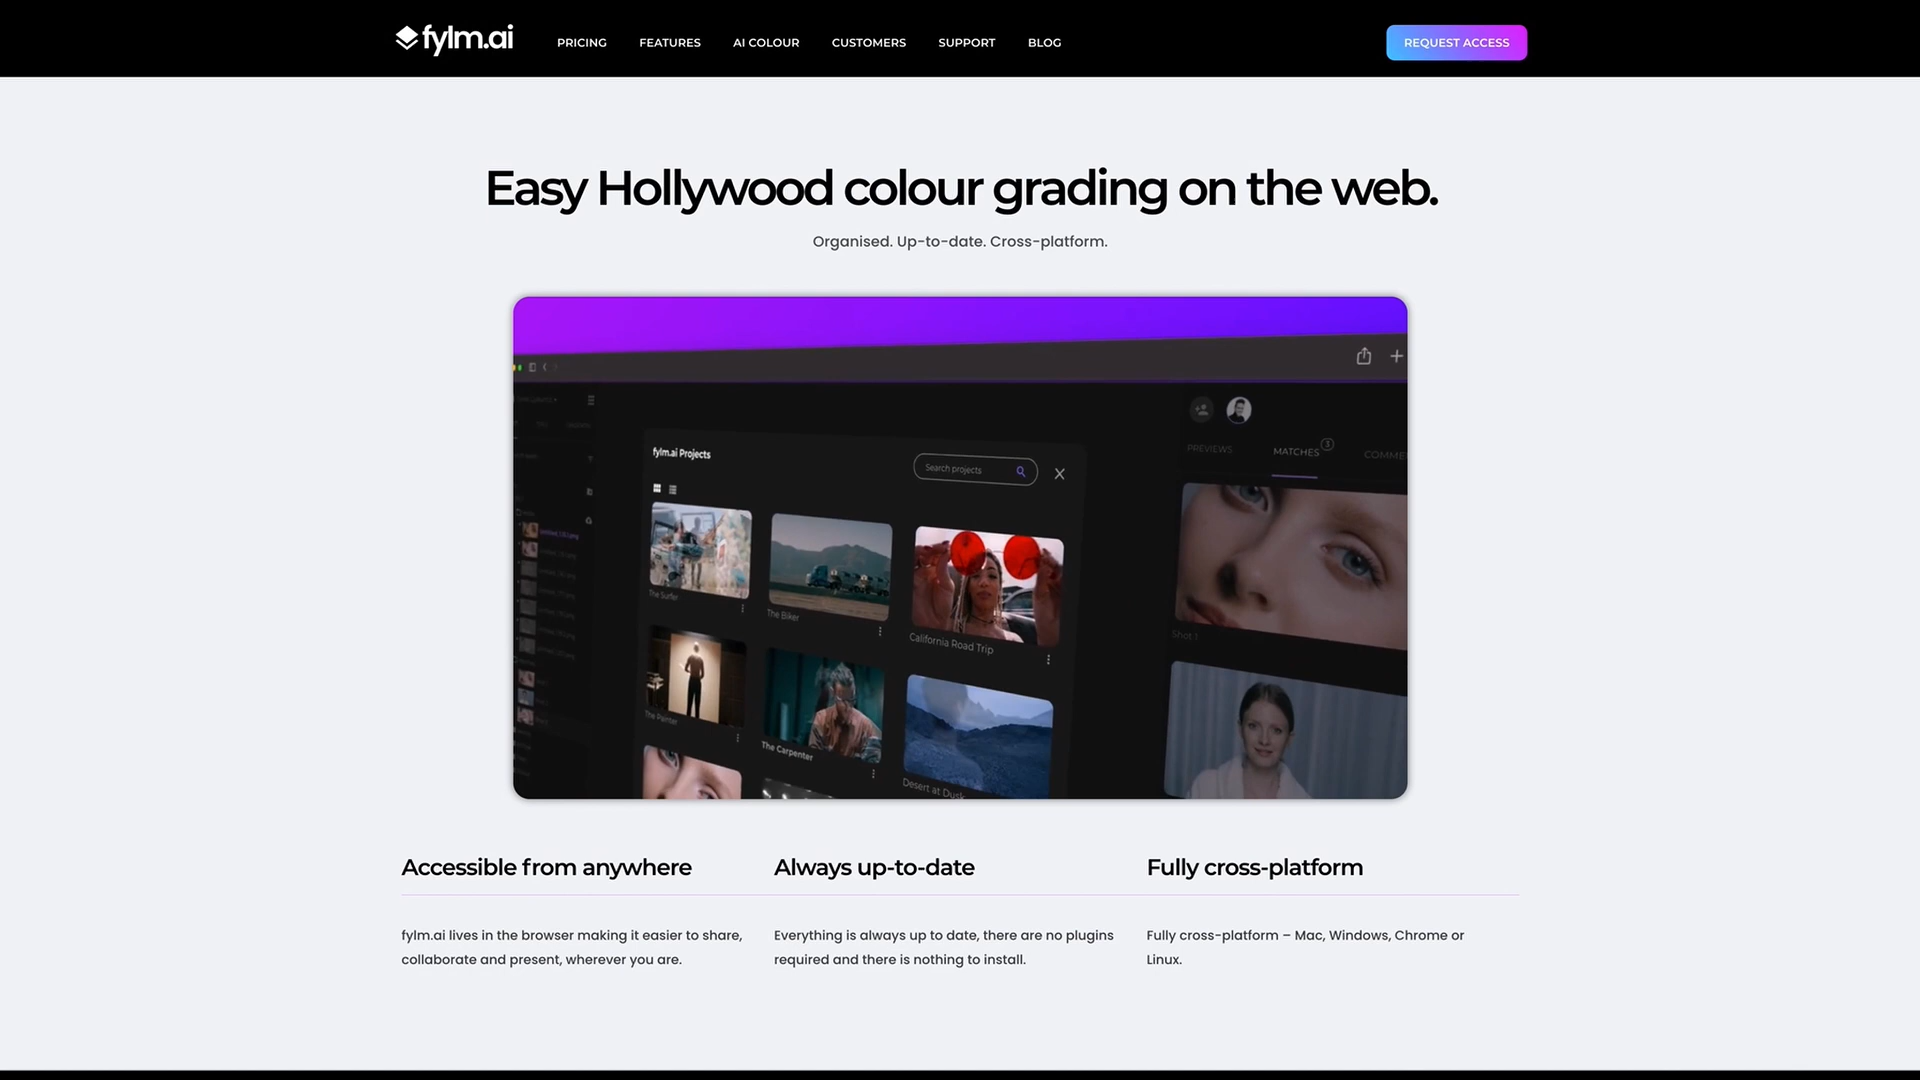 fylm.ai
PRICING
FEATURES
AI COLOUR
CUSTOMERS
SUPPORT
BLOG
REQUEST ACCESS
Easy Hollywood colour grading on the web.
Organised. Up-to-date. Cross-platform.
fylm.ai Projects
Search projects
PREVIEWS
MATCHES
3
The Surfer
The Biker
California Road Trip
Shot 1
The Painter
The Carpenter
Desert at Dusk
Accessible from anywhere
Always up-to-date
Fully cross-platform
fylm.ai lives in the browser making it easier to share,
collaborate and present, wherever you are.
Everything is always up to date, there are no plugins
required and there is nothing to install.
Fully cross-platform – Mac, Windows, Chrome or
Linux.